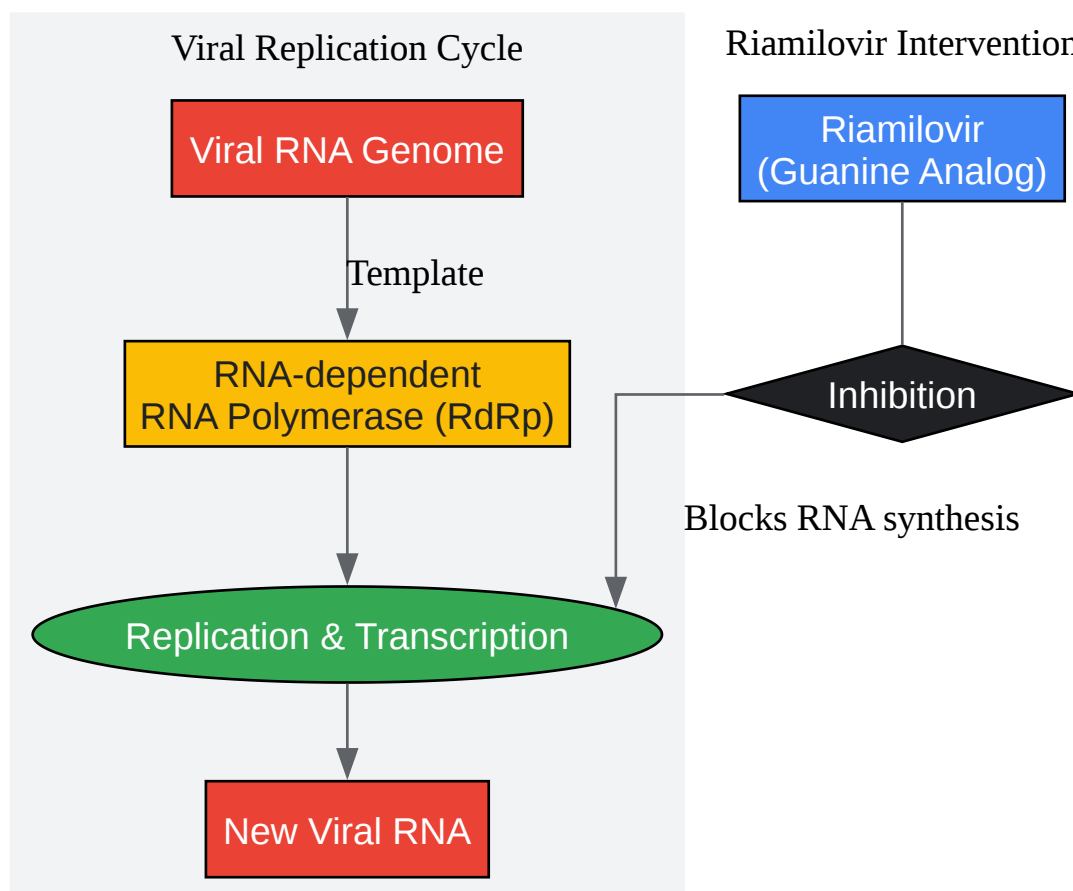 Viral Replication Cycle
Viral RNA Genome
Template
RNA-dependent
RNA Polymerase (RdRp)
Replication & Transcription
New Viral RNA
Riamilovir Intervention
Riamilovir
(Guanine Analog)
Inhibition
Blocks RNA synthesis